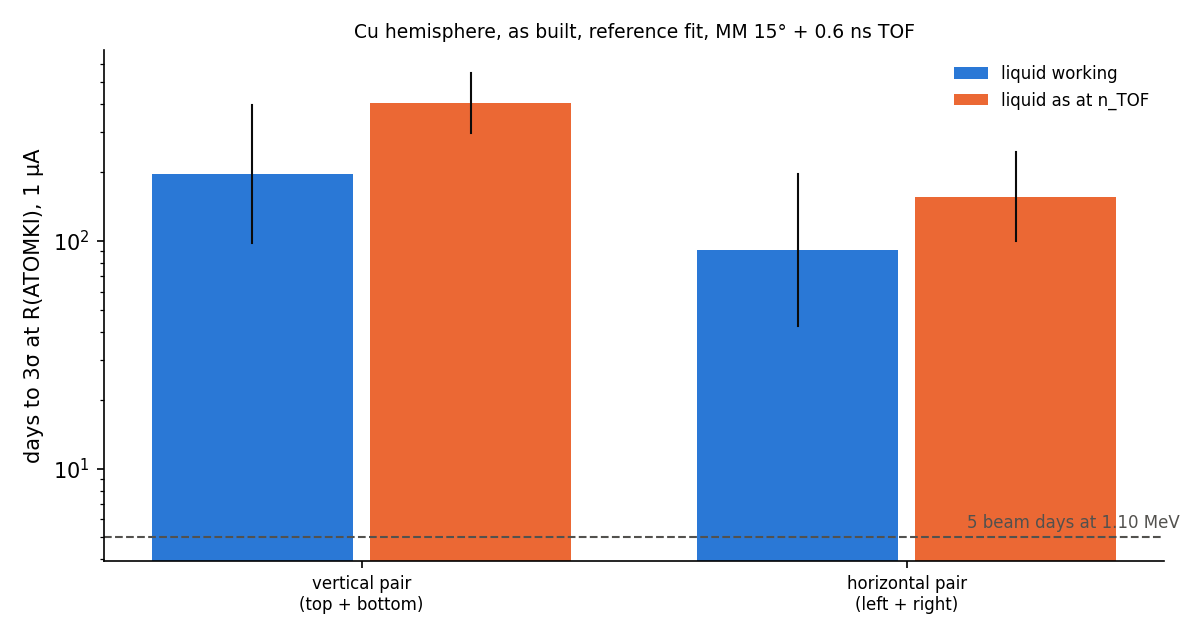 Cu hemisphere, as built, reference fit, MM 15° + 0.6 ns TOF
liquid working
liquid as at n_TOF
days to 3σ at R(ATOMKI), 1 µA
10²
10¹
5 beam days at 1.10 MeV
vertical pair
(top + bottom)
horizontal pair
(left + right)